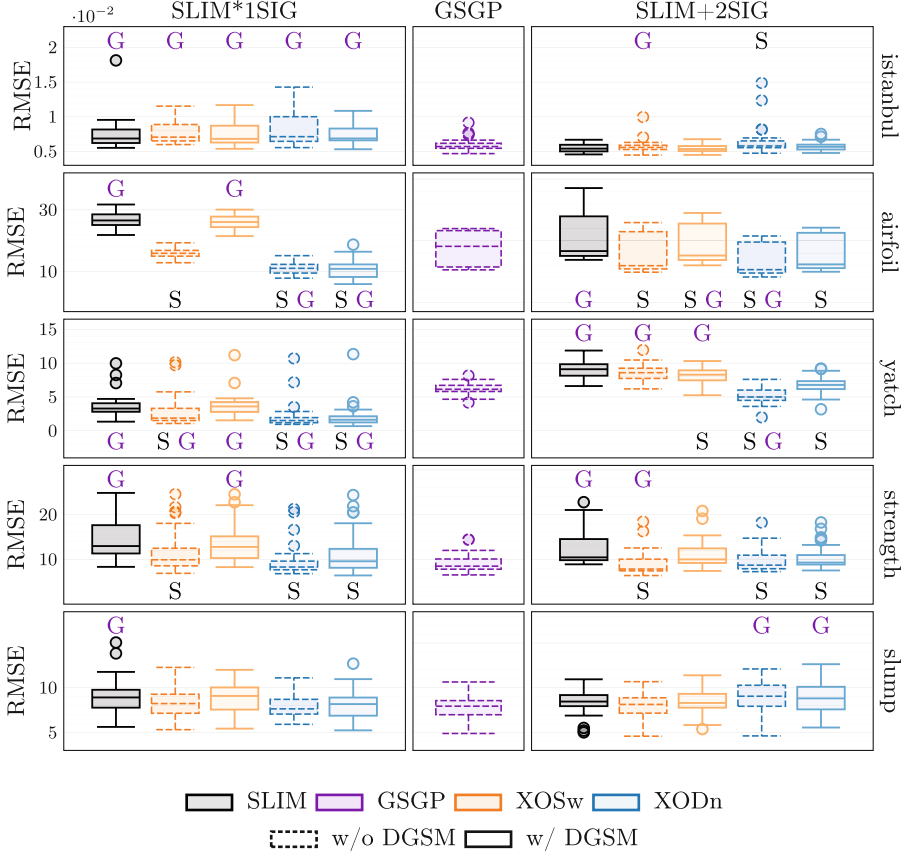 ·10⁻² SLIM*1SIG GSGP SLIM+2SIG
G G G G G G S
2
1.5
1
0.5
RMSE
istanbul
G G
30
10
RMSE
airfoil
S S G S G G S S G S G S
G G G
15
10
5
0
RMSE
yatch
G S G G S G S G S S G S
G G G G
20
10
RMSE
strength
S S S S S S
G G G
10
5
RMSE
slump
SLIM GSGP XOSw XODn
w/o DGSM w/ DGSM